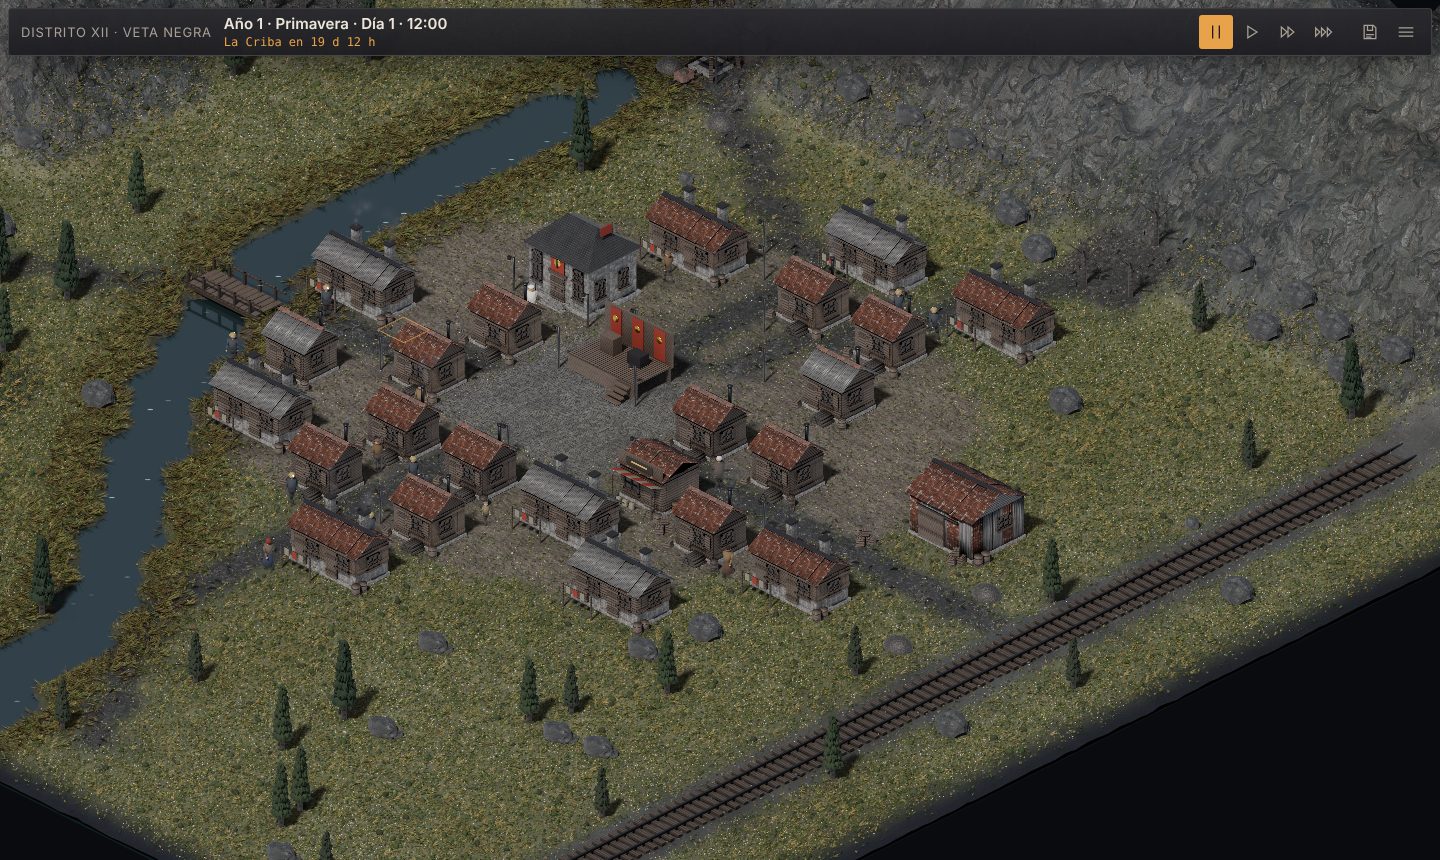 DISTRITO XII · VETA NEGRA
Año 1 · Primavera · Día 1 · 12:00
La Criba en 19 d 12 h